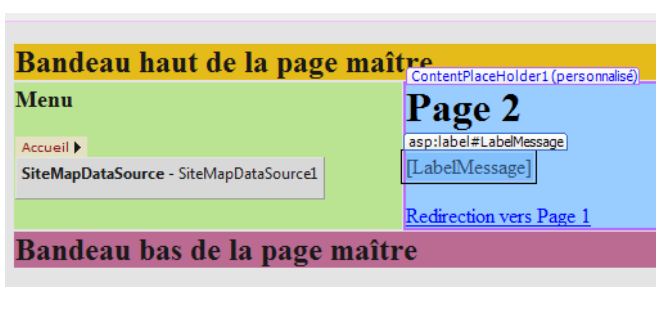 Bandeau haut de la page maître
ContentPlaceHolder1 (personnalisé)
Menu
Page 2
Accueil
asp:label#LabelMessage
SiteMapDataSource - SiteMapDataSource1
[LabelMessage]
Redirection vers Page 1
Bandeau bas de la page maître